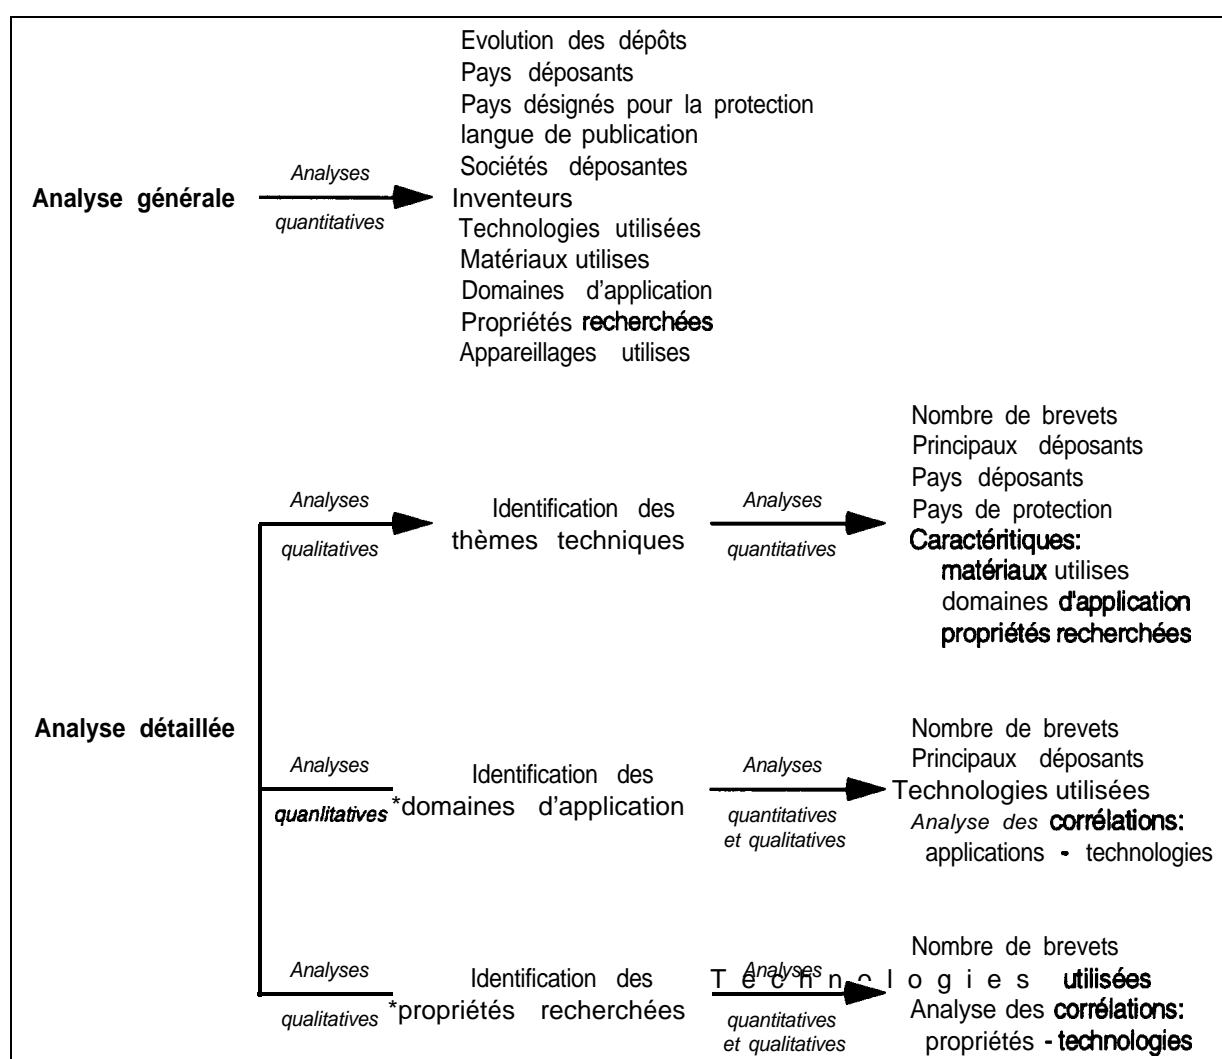 Evolution des dépôts
Pays déposants
Pays désignés pour la protection
langue de publication
Sociétés déposantes
Analyse générale
Analyses
quantitatives
Inventeurs
Technologies utilisées
Matériaux utilises
Domaines d'application
Propriétés recherchées
Appareillages utilises
Analyse détaillée
Analyses
qualitatives
Identification des
thèmes techniques
Analyses
quantitatives
Nombre de brevets
Principaux déposants
Pays déposants
Pays de protection
Caractéritiques:
matériaux utilises
domaines d'application
propriétés recherchées
Analyses
quanlitatives
Identification des
*domaines d'application
Analyses
quantitatives
et qualitatives
Nombre de brevets
Principaux déposants
Technologies utilisées
Analyse des corrélations:
applications - technologies
Analyses
qualitatives
Identification des
*propriétés recherchées
Analyses
quantitatives
et qualitatives
Nombre de brevets
Technologies utilisées
Analyse des corrélations:
propriétés - technologies